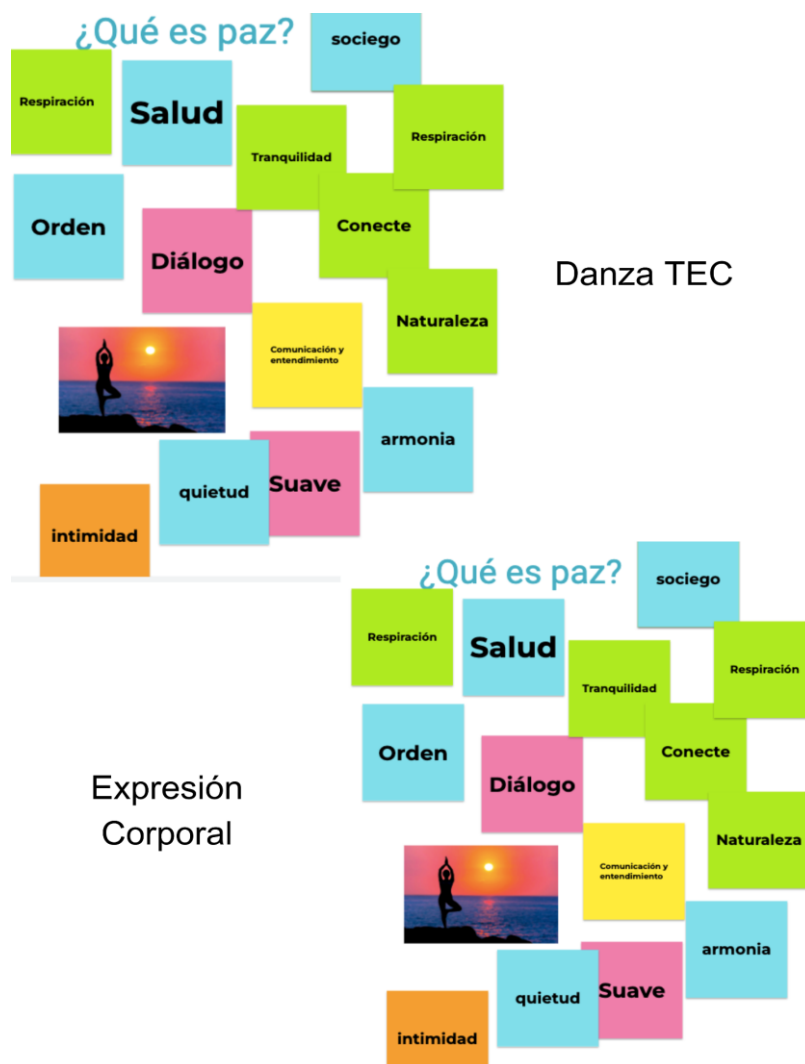 ¿Qué es paz?
sociego
Respiración
Salud
Tranquilidad
Respiración
Orden
Diálogo
Conecte
Naturaleza
Comunicación y
entendimiento
armonia
quietud
Suave
intimidad
Danza TEC
¿Qué es paz?
sociego
Respiración
Salud
Tranquilidad
Respiración
Orden
Diálogo
Conecte
Naturaleza
Comunicación y
entendimiento
armonia
quietud
Suave
intimidad
Expresión
Corporal